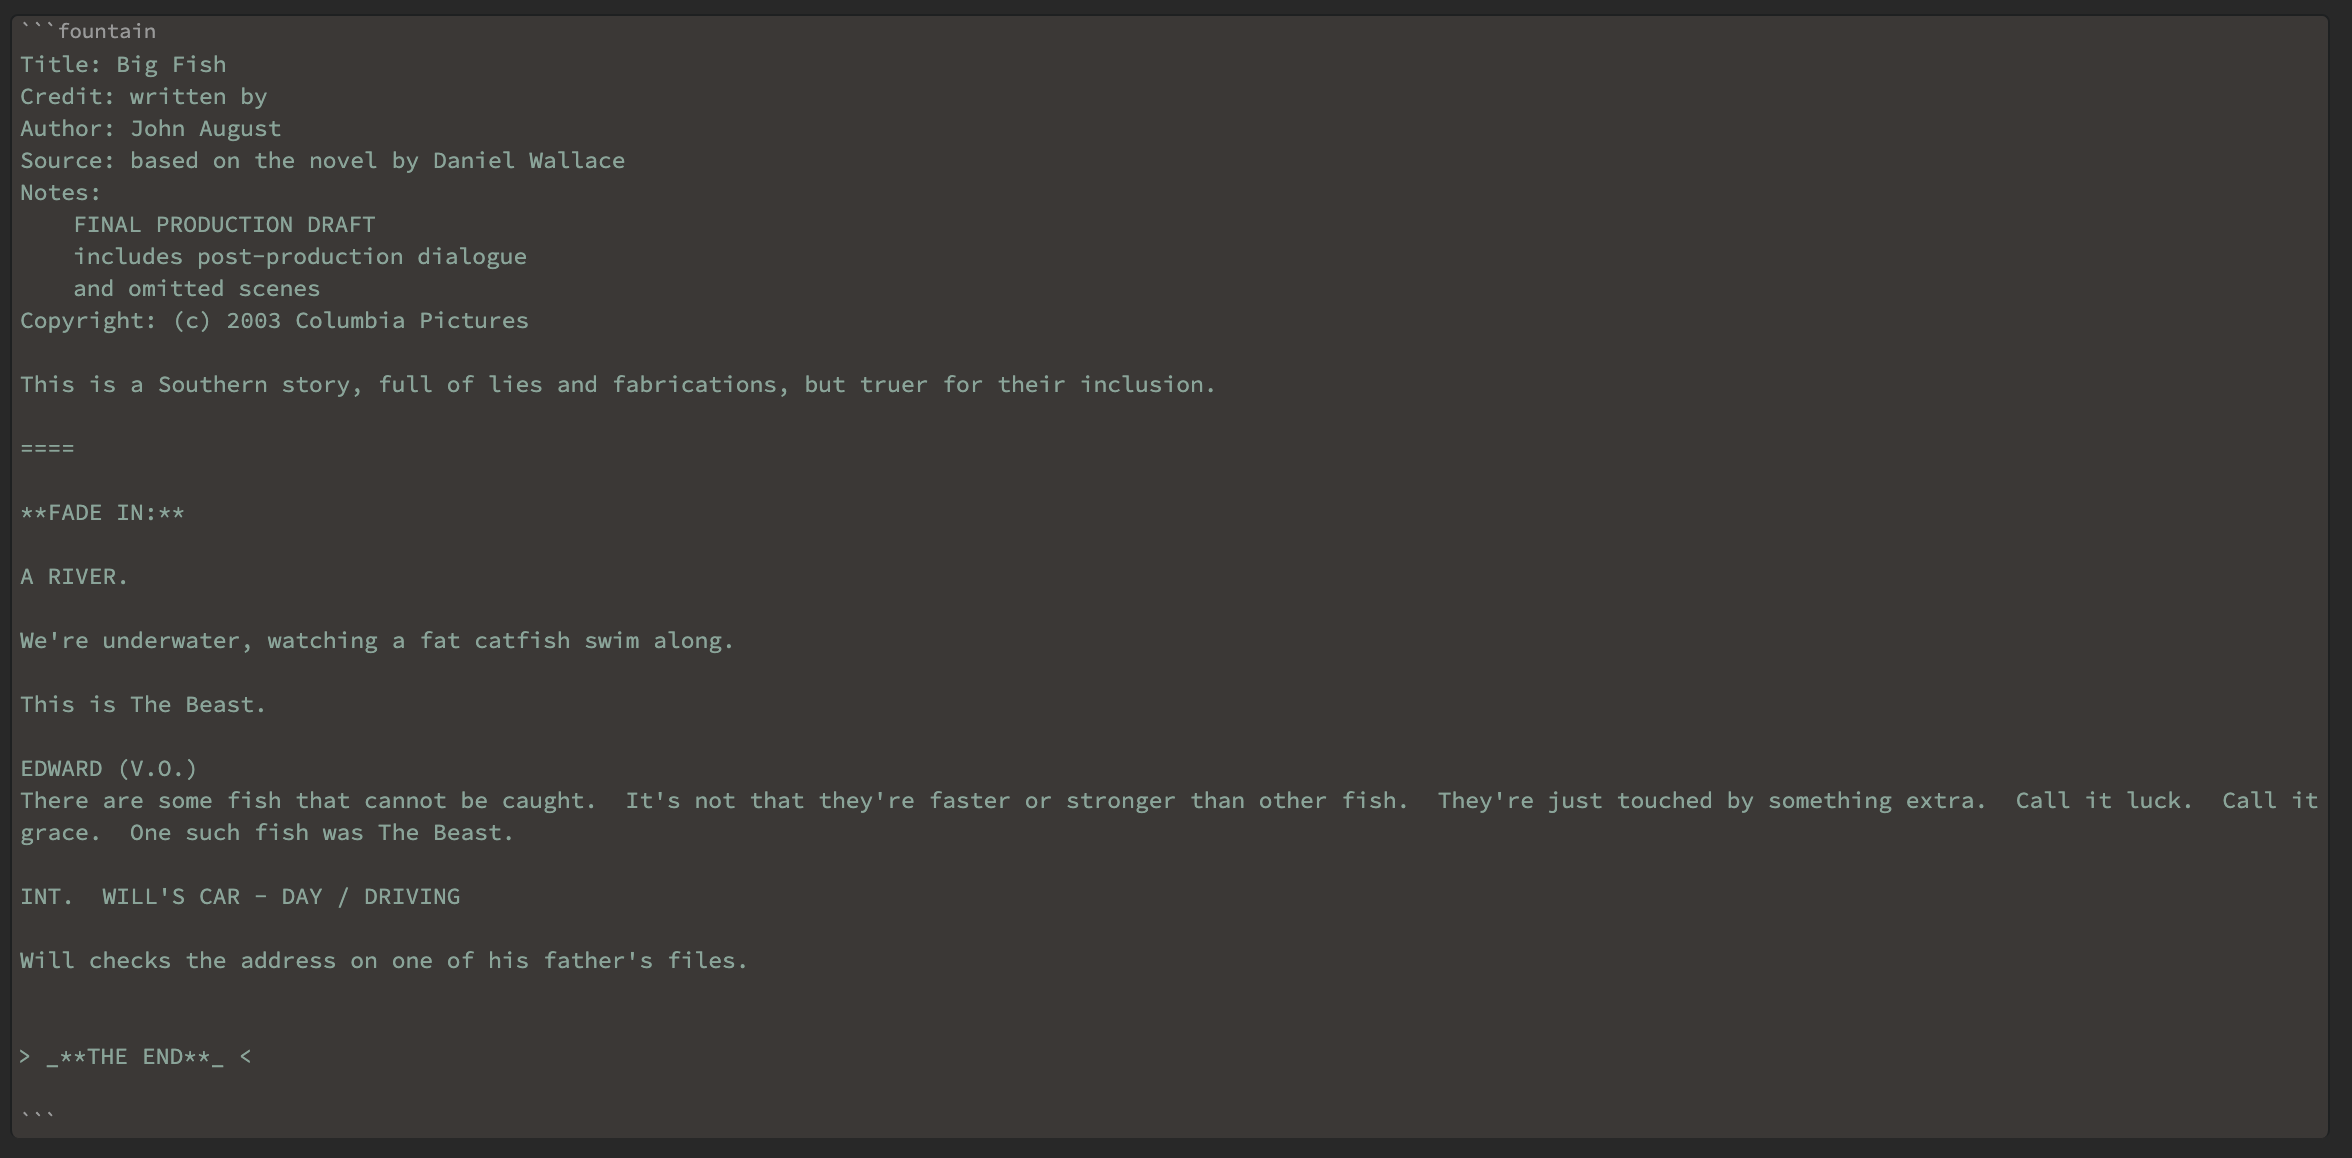 ```fountain
Title: Big Fish
Credit: written by
Author: John August
Source: based on the novel by Daniel Wallace
Notes:
    FINAL PRODUCTION DRAFT
    includes post-production dialogue
    and omitted scenes
Copyright: (c) 2003 Columbia Pictures

This is a Southern story, full of lies and fabrications, but truer for their inclusion.

====

**FADE IN:**

A RIVER.

We're underwater, watching a fat catfish swim along.

This is The Beast.

EDWARD (V.O.)
There are some fish that cannot be caught.  It's not that they're faster or stronger than other fish.  They're just touched by something extra.  Call it luck.  Call it
grace.  One such fish was The Beast.

INT.  WILL'S CAR - DAY / DRIVING

Will checks the address on one of his father's files.


> _**THE END**_ <

```